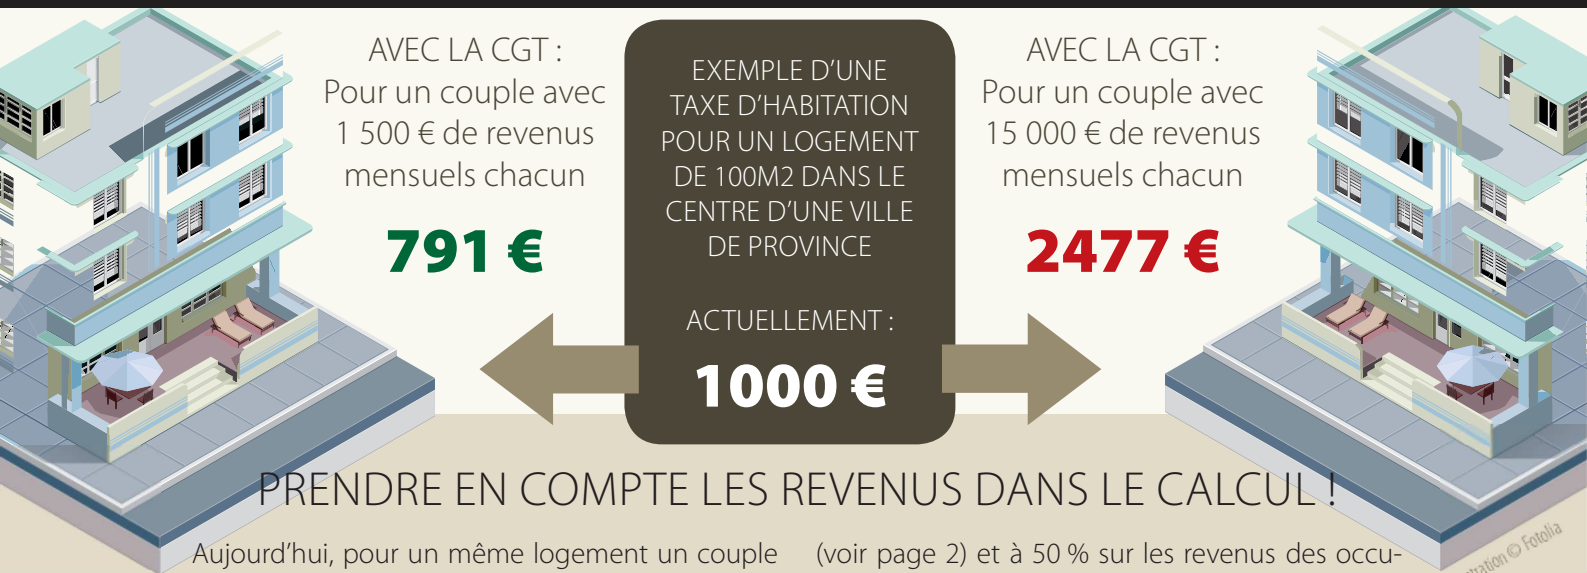 AVEC LA CGT :
Pour un couple avec
1 500 € de revenus
mensuels chacun
791 €
EXEMPLE D'UNE
TAXE D'HABITATION
POUR UN LOGEMENT
DE 100M2 DANS LE
CENTRE D'UNE VILLE
DE PROVINCE
ACTUELLEMENT :
1000 €
AVEC LA CGT :
Pour un couple avec
15 000 € de revenus
mensuels chacun
2477 €
PRENDRE EN COMPTE LES REVENUS DANS LE CALCUL !
Aujourd'hui, pour un même logement un couple
(voir page 2) et à 50 % sur les revenus des occu-
© Fotolia